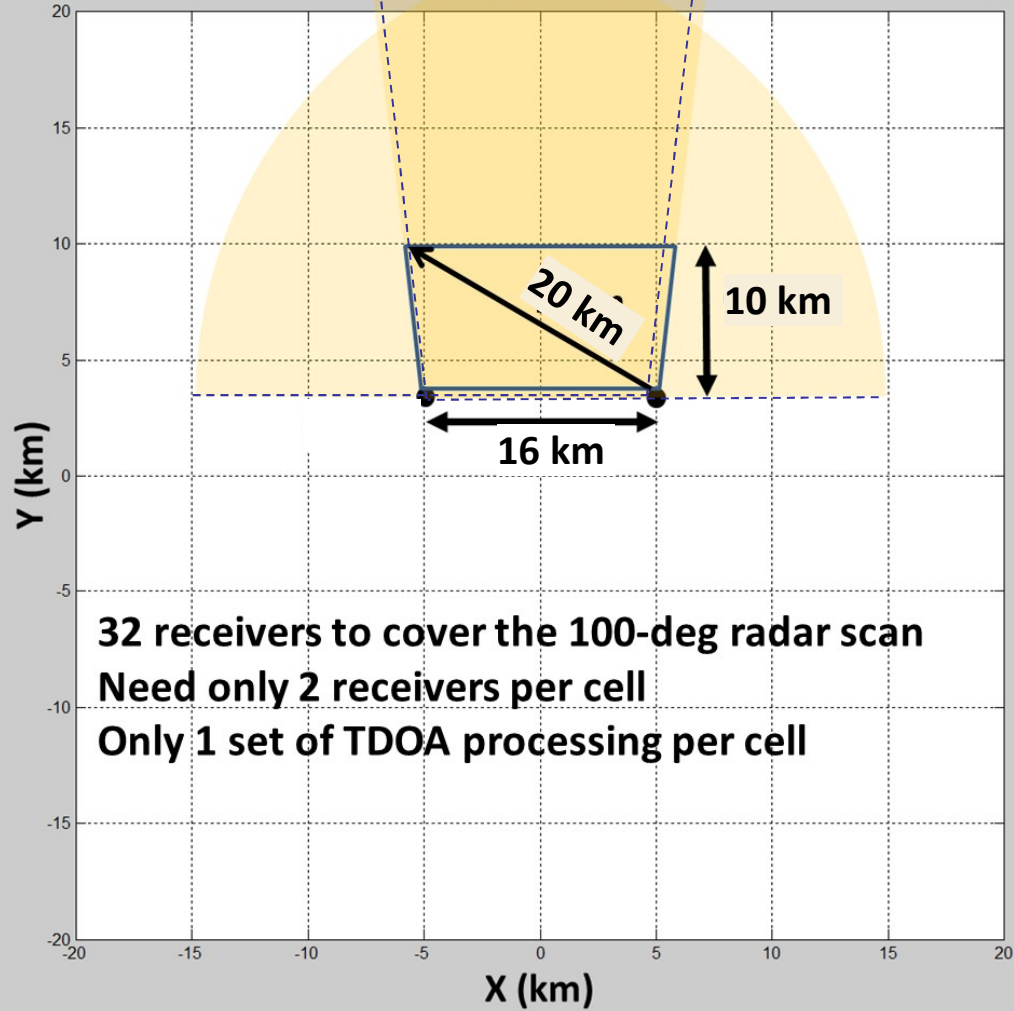 20
15
10
5
0
-5
-10
-15
-20
Y (km)
20 km
10 km
16 km
32 receivers to cover the 100-deg radar scan
Need only 2 receivers per cell
Only 1 set of TDOA processing per cell
-20 -15 -10 -5 0 5 10 15 20
X (km)